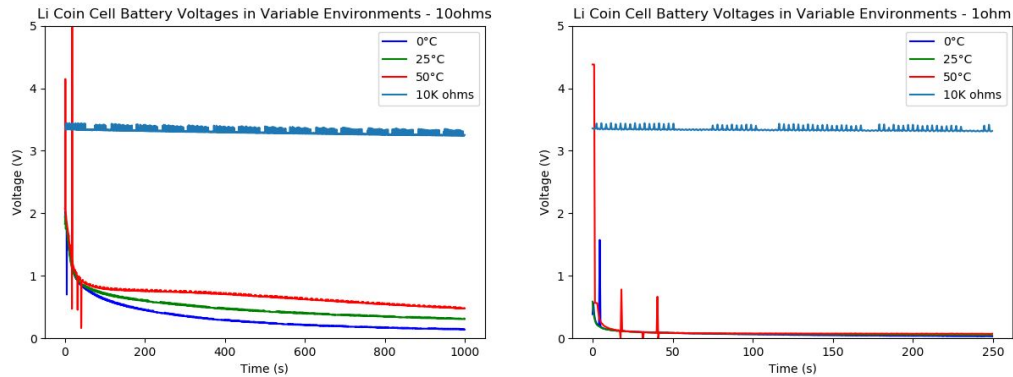 Li Coin Cell Battery Voltages in Variable Environments - 10ohms
5
4
3
2
1
0
Voltage (V)
0°C
25°C
50°C
10K ohms
0 200 400 600 800 1000
Time (s)
Li Coin Cell Battery Voltages in Variable Environments - 1ohm
5
4
3
2
1
0
Voltage (V)
0°C
25°C
50°C
10K ohms
0 50 100 150 200 250
Time (s)